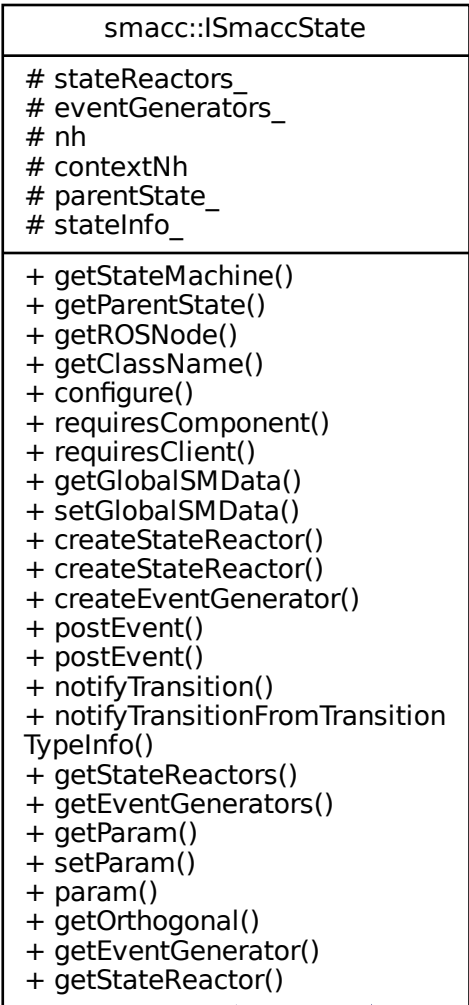 smacc::ISmaccState
# stateReactors_
# eventGenerators_
# nh
# contextNh
# parentState_
# stateInfo_
+ getStateMachine()
+ getParentState()
+ getROSNode()
+ getClassName()
+ configure()
+ requiresComponent()
+ requiresClient()
+ getGlobalSMData()
+ setGlobalSMData()
+ createStateReactor()
+ createStateReactor()
+ createEventGenerator()
+ postEvent()
+ postEvent()
+ notifyTransition()
+ notifyTransitionFromTransition
TypeInfo()
+ getStateReactors()
+ getEventGenerators()
+ getParam()
+ setParam()
+ param()
+ getOrthogonal()
+ getEventGenerator()
+ getStateReactor()